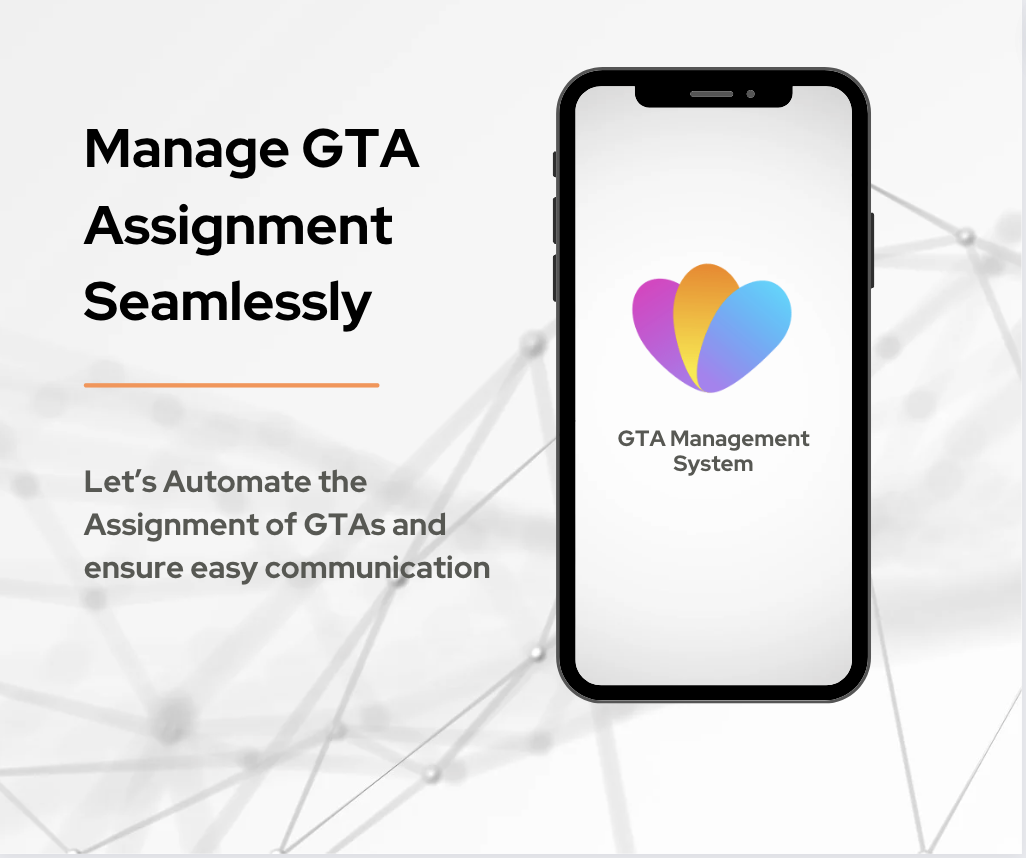 Manage GTA
Assignment
Seamlessly
Let’s Automate the
Assignment of GTAs and
ensure easy communication
GTA Management
System